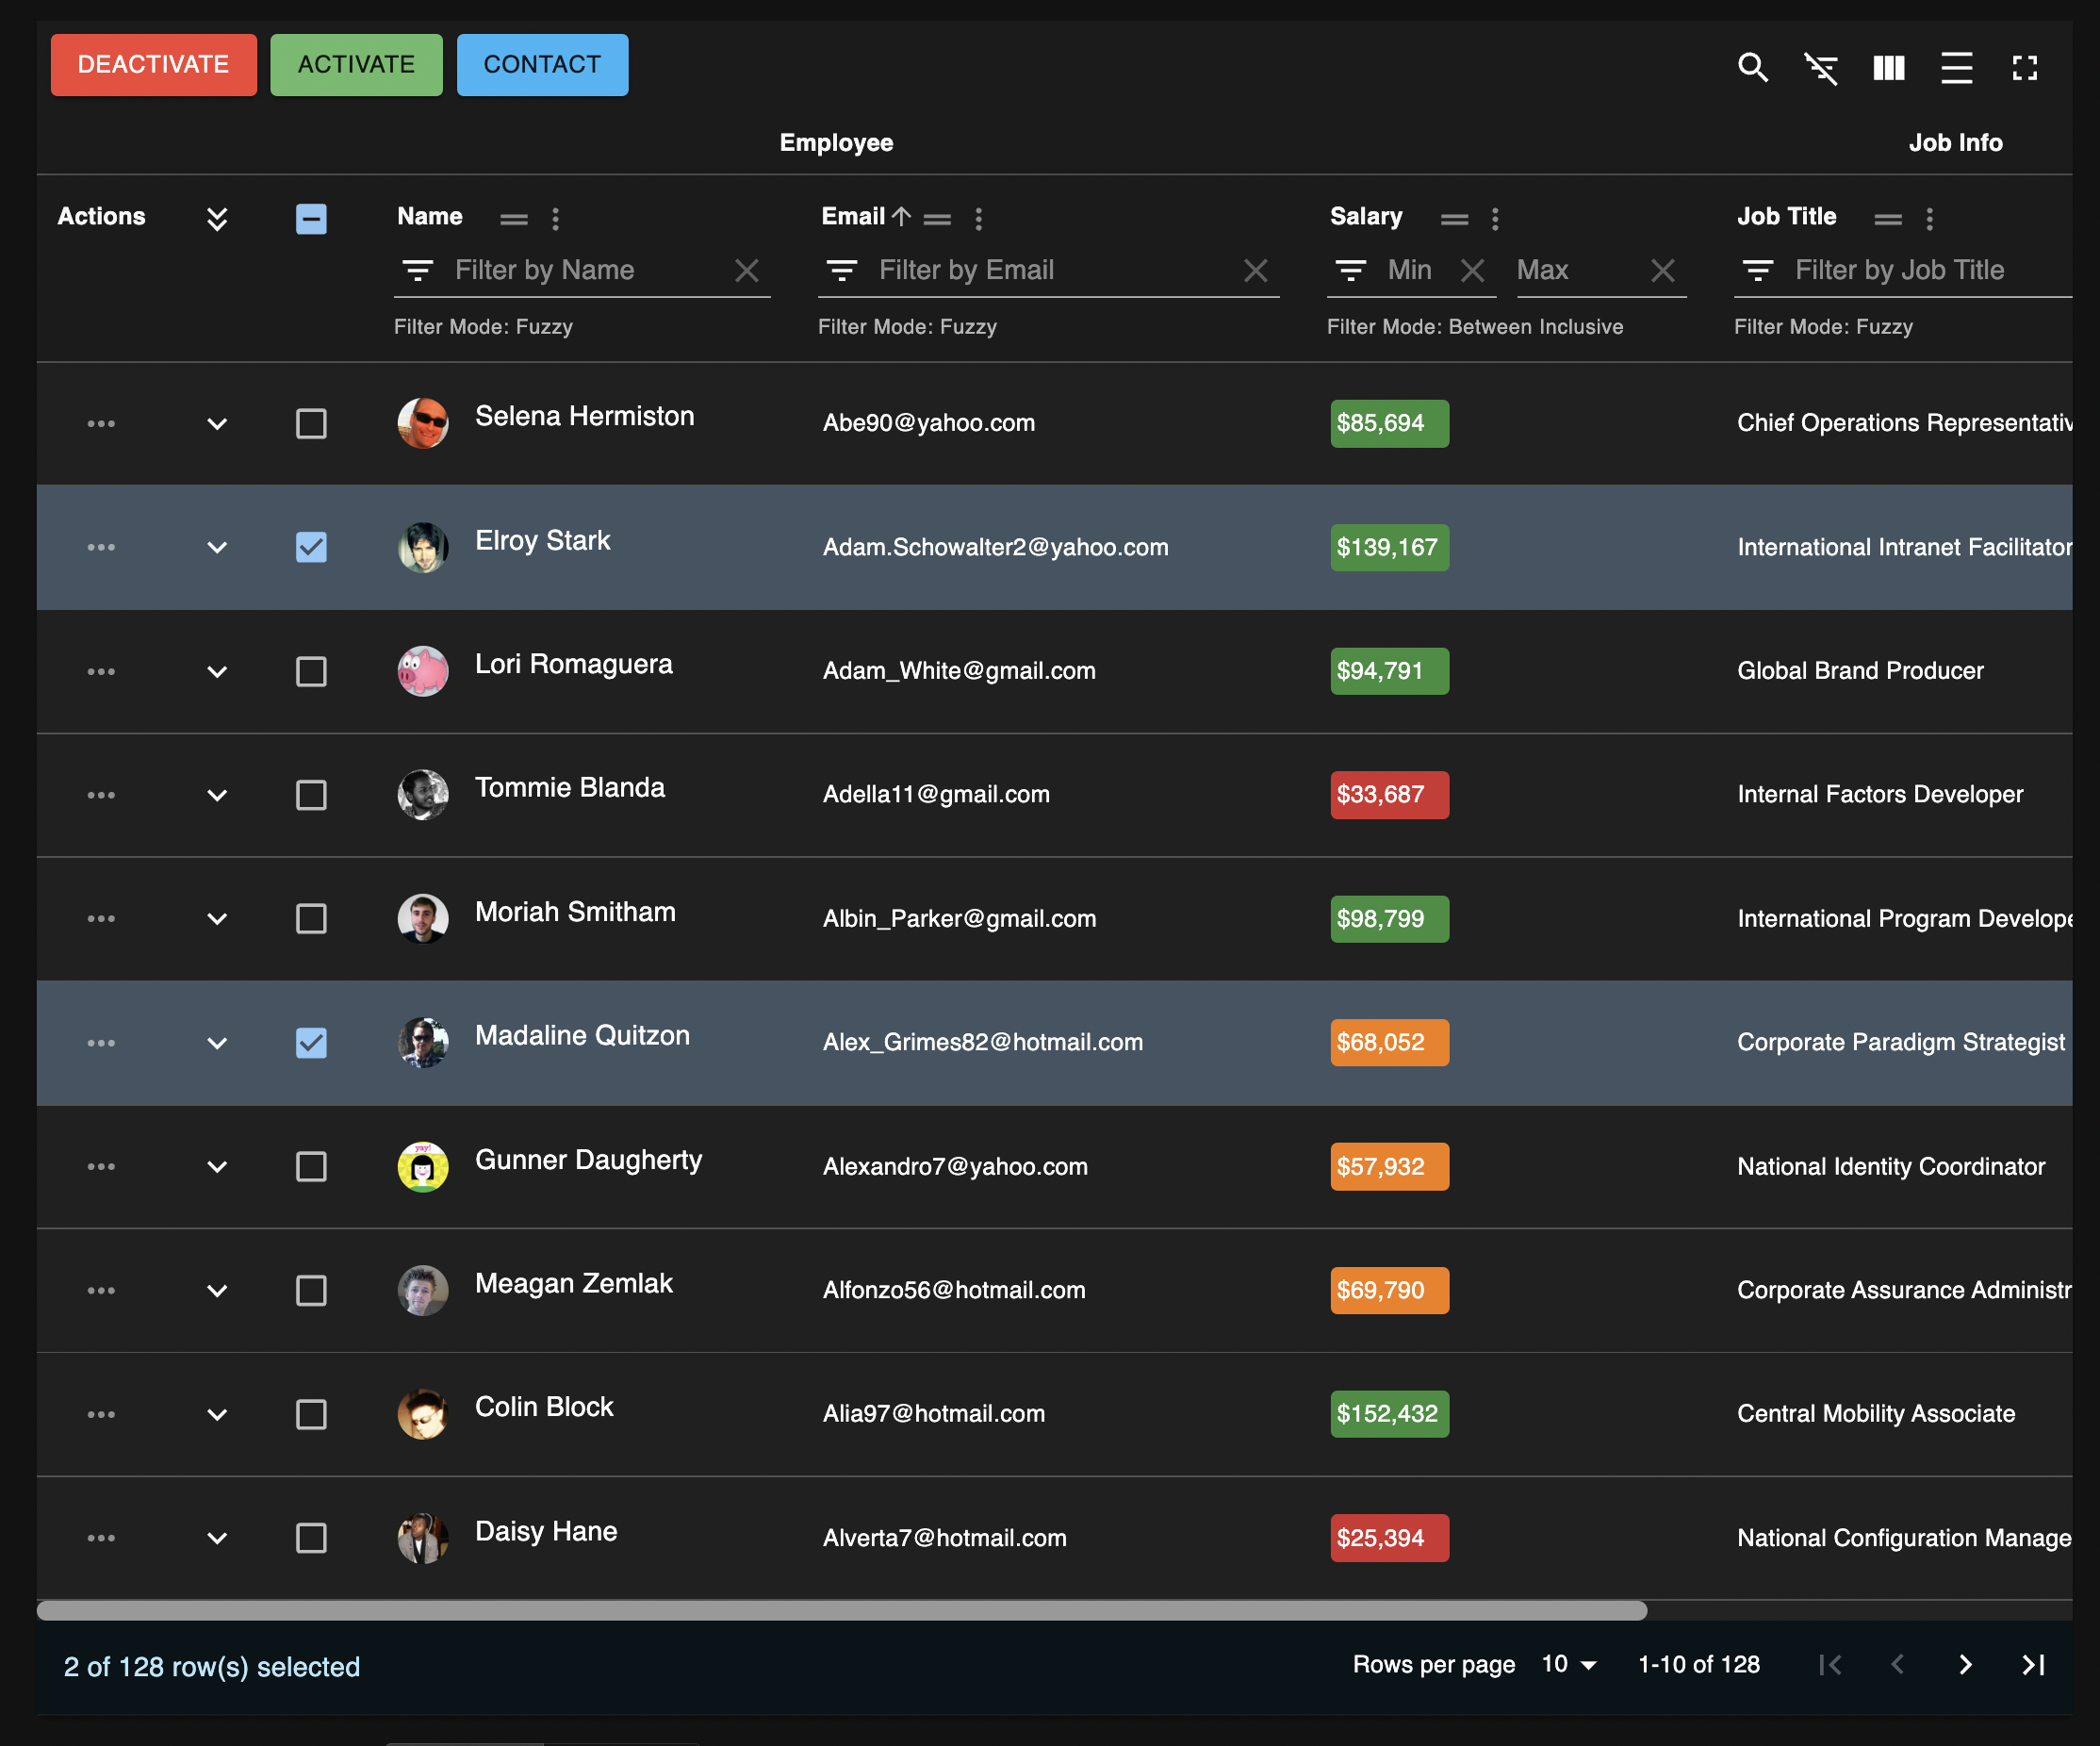 DEACTIVATE ACTIVATE CONTACT
Employee Job Info
Actions Name Email Salary Job Title
Filter by Name Filter by Email Min Max Filter by Job Title
Filter Mode: Fuzzy Filter Mode: Fuzzy Filter Mode: Between Inclusive Filter Mode: Fuzzy
Selena Hermiston Abe90@yahoo.com $85,694 Chief Operations Representativ
Elroy Stark Adam.Schowalter2@yahoo.com $139,167 International Intranet Facilitator
Lori Romaguera Adam_White@gmail.com $94,791 Global Brand Producer
Tommie Blanda Adella11@gmail.com $33,687 Internal Factors Developer
Moriah Smitham Albin_Parker@gmail.com $98,799 International Program Develope
Madaline Quitzon Alex_Grimes82@hotmail.com $68,052 Corporate Paradigm Strategist
yay!
Gunner Daugherty Alexandro7@yahoo.com $57,932 National Identity Coordinator
Meagan Zemlak Alfonzo56@hotmail.com $69,790 Corporate Assurance Administr
Colin Block Alia97@hotmail.com $152,432 Central Mobility Associate
Daisy Hane Alverta7@hotmail.com $25,394 National Configuration Manage
2 of 128 row(s) selected Rows per page 10 1-10 of 128